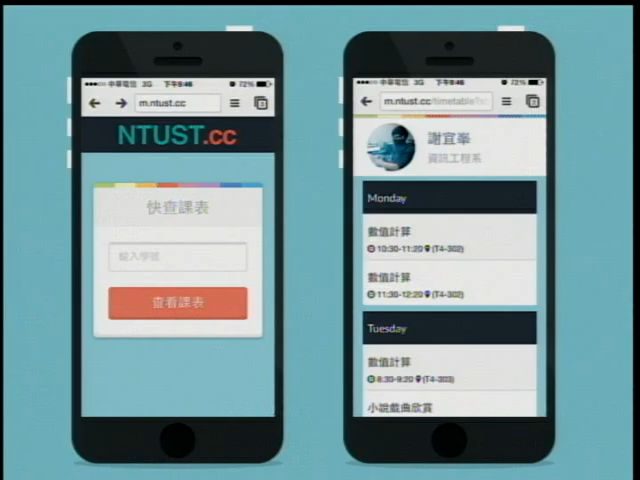 中華電信 3G 下午9:46 72%
m.ntust.cc
NTUST.cc
快查課表
輸入學號
查看課表
中華電信 3G 下午9:46 72%
m.ntust.cc/timetable?s
謝宜峯
資訊工程系
Monday
數值計算
10:30-11:20 (T4-302)
數值計算
11:30-12:20 (T4-302)
Tuesday
數值計算
8:30-9:20 (T4-303)
小說戲曲欣賞